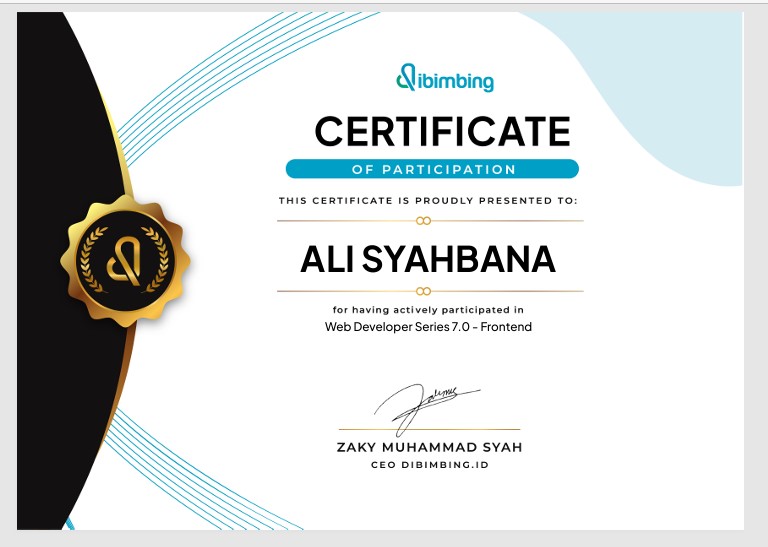 dibimbing
CERTIFICATE
OF PARTICIPATION
THIS CERTIFICATE IS PROUDLY PRESENTED TO:
ALI SYAHBANA
for having actively participated in
Web Developer Series 7.0 - Frontend
ZAKY MUHAMMAD SYAH
CEO DIBIMBING.ID